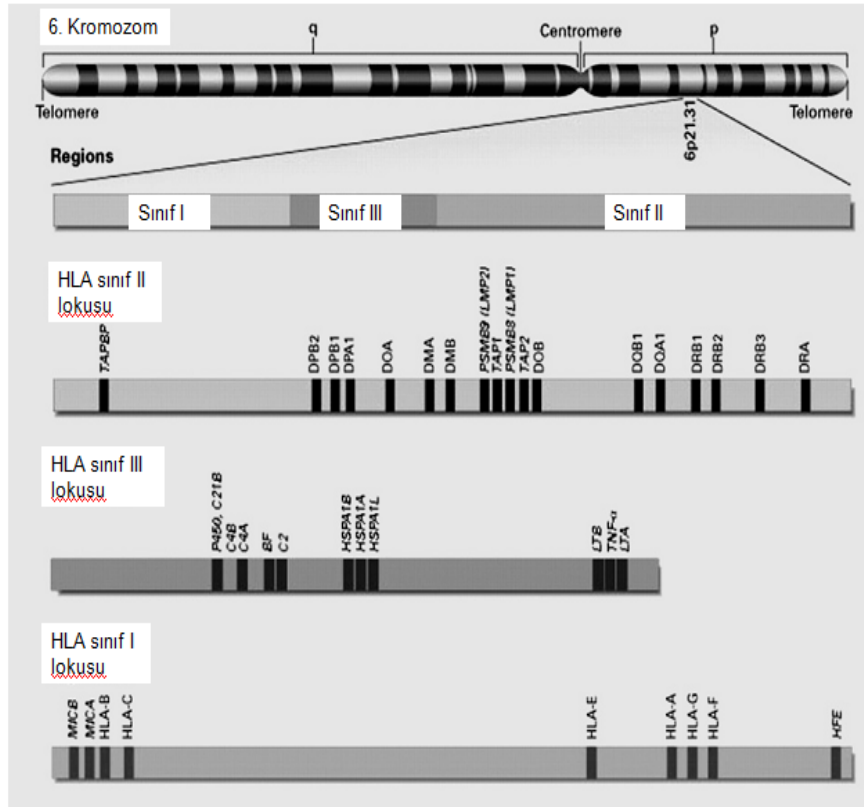 6. Kromozom
q
Centromere
p
Telomere
Telomere
6p21.31
Regions
Sınıf I
Sınıf III
Sınıf II
HLA sınıf II
lokusu
TAPBP
DPB2
DPB1
DPA1
DOA
DMA
DMB
PSMB9 (LMP2)
TAP1
PSMB8 (LMP1)
TAP2
DOB
DQB1
DQA1
DRB1
DRB2
DRB3
DRA
HLA sınıf III
lokusu
P450, C21B
C4B
C4A
BF
C2
HSPA1B
HSPA1A
HSPA1L
LTB
TNF-α
LTA
HLA sınıf I
lokusu
MICB
MICA
HLA-B
HLA-C
HLA-E
HLA-A
HLA-G
HLA-F
HFE